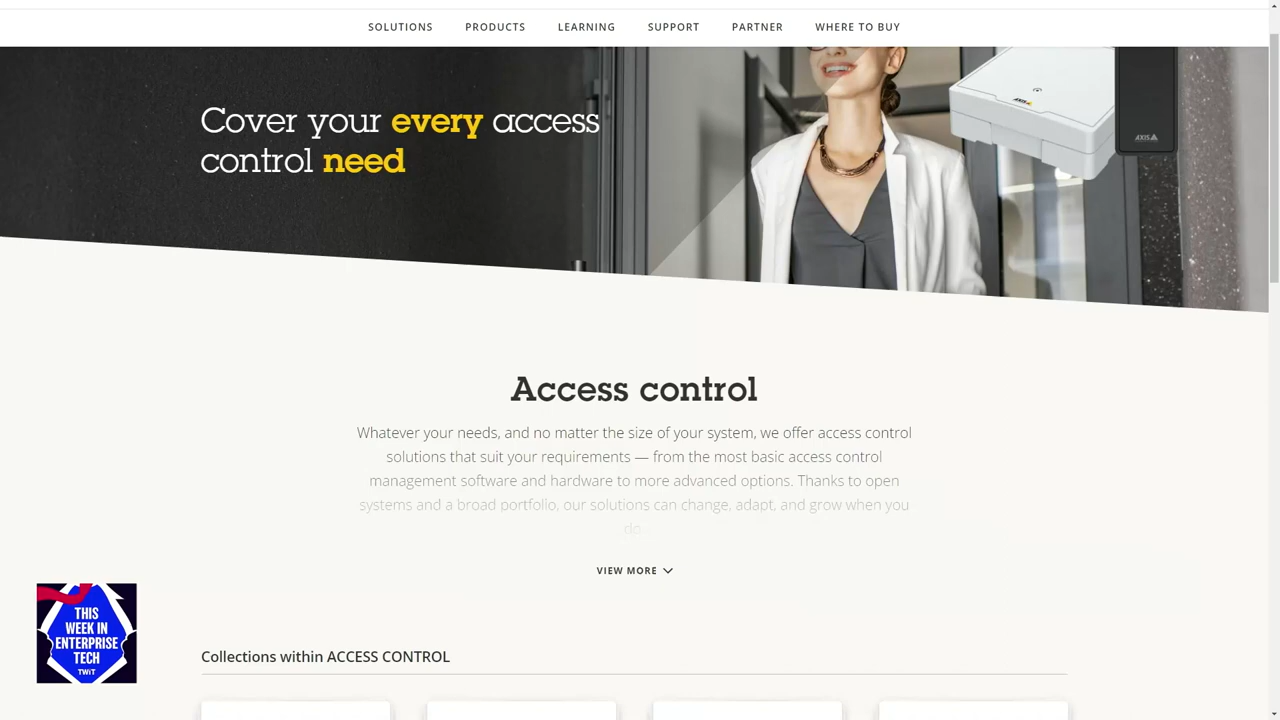 SOLUTIONS PRODUCTS LEARNING SUPPORT PARTNER WHERE TO BUY
Cover your every access
control need
AXIS
AXIS
Access control
Whatever your needs, and no matter the size of your system, we offer access control
solutions that suit your requirements — from the most basic access control
management software and hardware to more advanced options. Thanks to open
systems and a broad portfolio, our solutions can change, adapt, and grow when you
do.
VIEW MORE
THIS
WEEK IN
ENTERPRISE
TECH
TWiT
Collections within ACCESS CONTROL